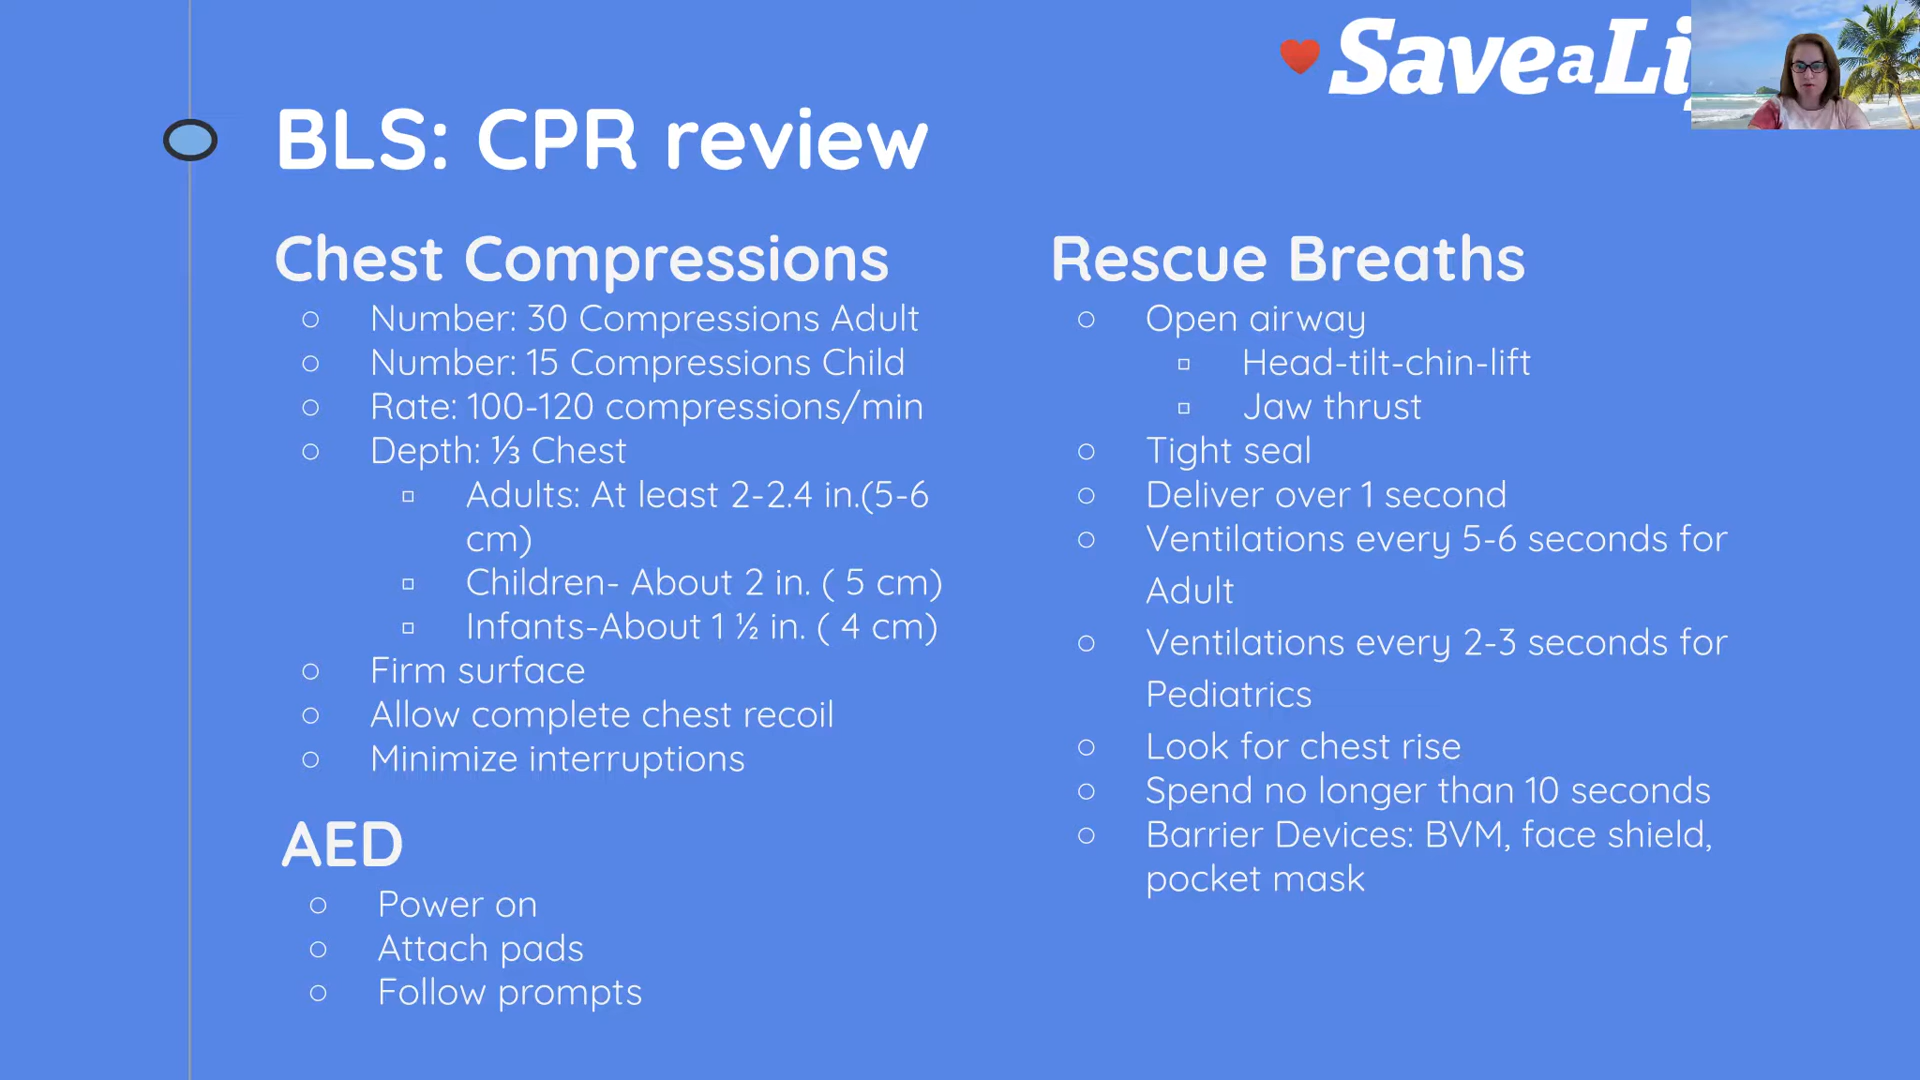 SaveaLi
BLS: CPR review
Chest Compressions
Number: 30 Compressions Adult
Number: 15 Compressions Child
Rate: 100-120 compressions/min
Depth: ⅓ Chest
Adults: At least 2-2.4 in.(5-6
cm)
Children- About 2 in. ( 5 cm)
Infants-About 1 ½ in. ( 4 cm)
Firm surface
Allow complete chest recoil
Minimize interruptions
AED
Power on
Attach pads
Follow prompts
Rescue Breaths
Open airway
Head-tilt-chin-lift
Jaw thrust
Tight seal
Deliver over 1 second
Ventilations every 5-6 seconds for
Adult
Ventilations every 2-3 seconds for
Pediatrics
Look for chest rise
Spend no longer than 10 seconds
Barrier Devices: BVM, face shield,
pocket mask